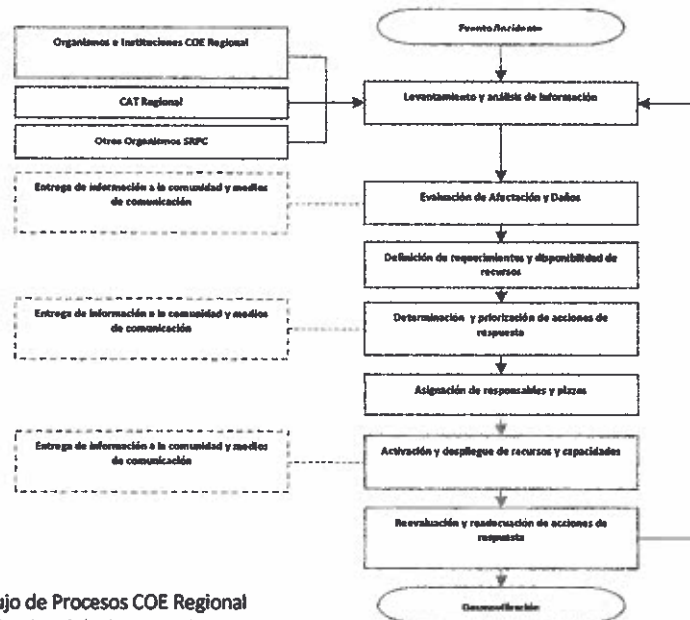 Organismos e Instituciones COE Regional
CAT Regional
Otros Organismos SRPC
Evento/Incidente
Levantamiento y análisis de información
Entrega de información a la comunidad y medios
de comunicación
Evaluación de Afectación y Daños
Definición de requerimientos y disponibilidad de
recursos
Entrega de información a la comunidad y medios
de comunicación
Determinación y priorización de acciones de
respuesta
Asignación de responsables y plazos
Entrega de información a la comunidad y medios
de comunicación
Activación y despliegue de recursos y capacidades
Reevaluación y readecuación de acciones de
respuesta
ujo de Procesos COE Regional
Desmovilización